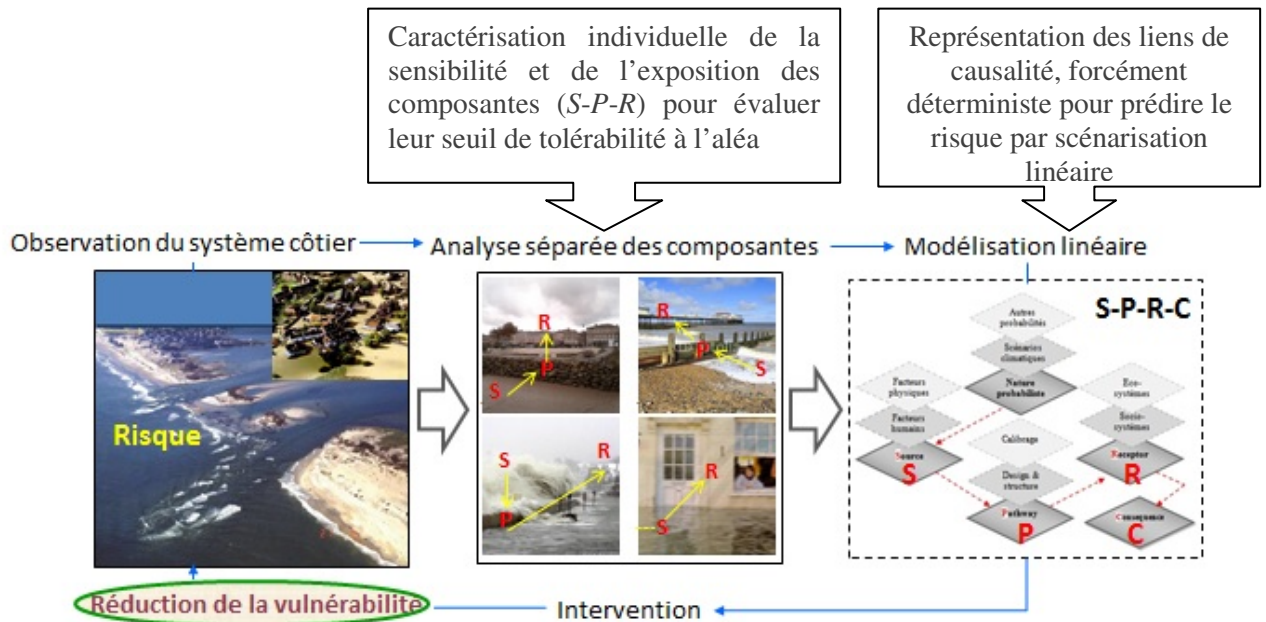 Caractérisation individuelle de la
sensibilité et de l'exposition des
composantes (S-P-R) pour évaluer
leur seuil de tolérabilité à l'aléa
Représentation des liens de
causalité, forcément
déterministe pour prédire le
risque par scénarisation
linéaire
Observation du système côtier
Analyse séparée des composantes
Modélisation linéaire
Risque
R
P
S
R
P
S
S
R
P
R
S
S-P-R-C
Autres
probabilités
Scénarios
climatiques
Nature
probabiliste
Facteurs
physiques
Facteurs
humains
Source
S
Calibrage
Design &
structure
Pathway
P
Eco-
systèmes
Socio-
systèmes
Receptor
R
Consequence
C
Réduction de la vulnérabilité
Intervention